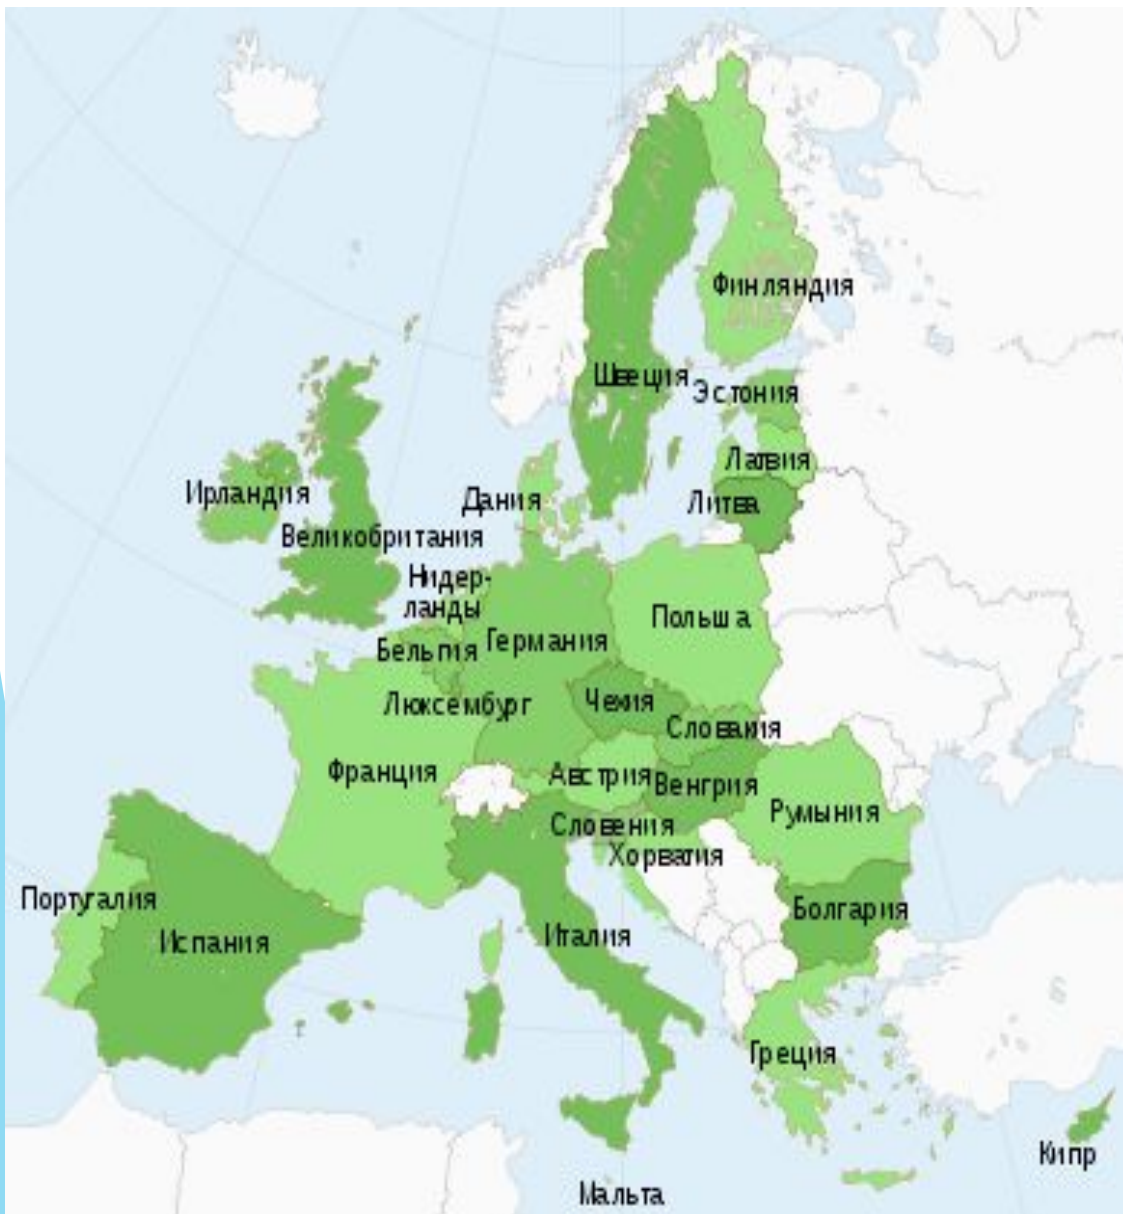 Финляндия
Швеция
Эстония
Латвия
Ирландия
Дания
Литва
Великобритания
Нидер-
ланды
Польша
Бельгия
Германия
Люксембург
Чехия
Словакия
Франция
Австрия
Венгрия
Румыния
Словения
Хорватия
Португалия
Испания
Италия
Болгария
Греция
Кипр
Мальта